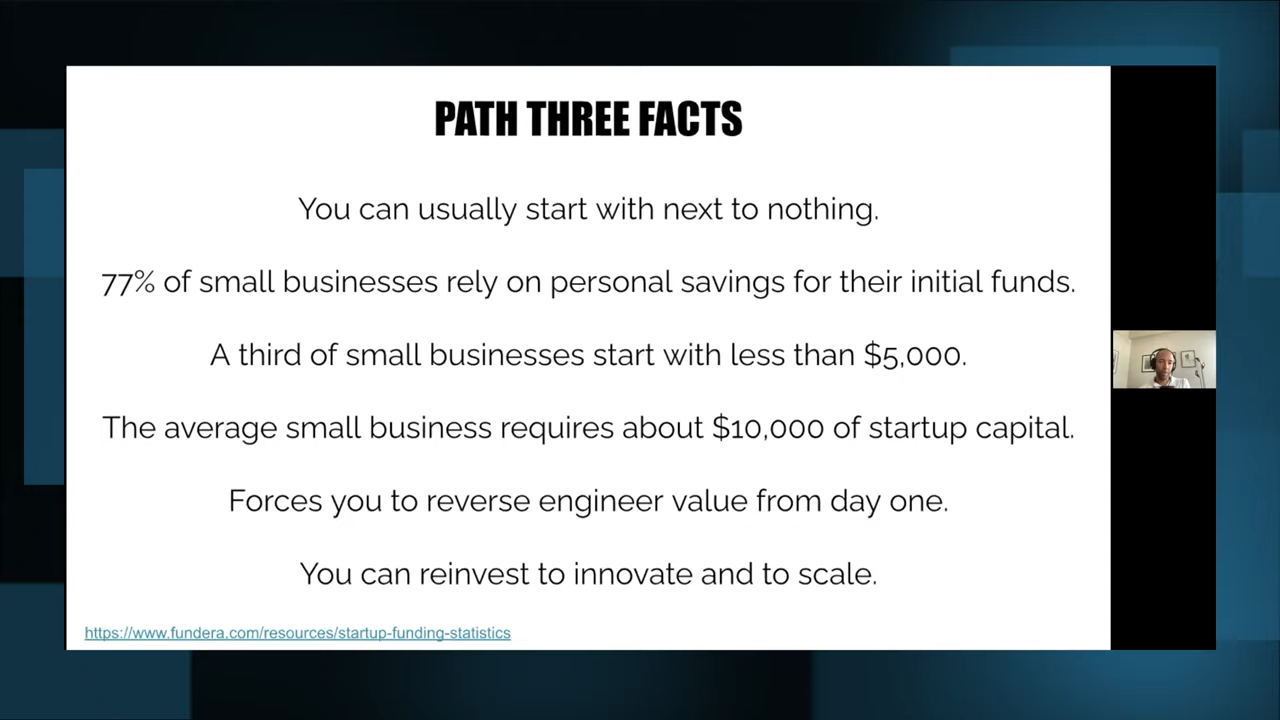 PATH THREE FACTS
You can usually start with next to nothing.
77% of small businesses rely on personal savings for their initial funds.
A third of small businesses start with less than $5,000.
The average small business requires about $10,000 of startup capital.
Forces you to reverse engineer value from day one.
You can reinvest to innovate and to scale.
https://www.fundera.com/resources/startup-funding-statistics